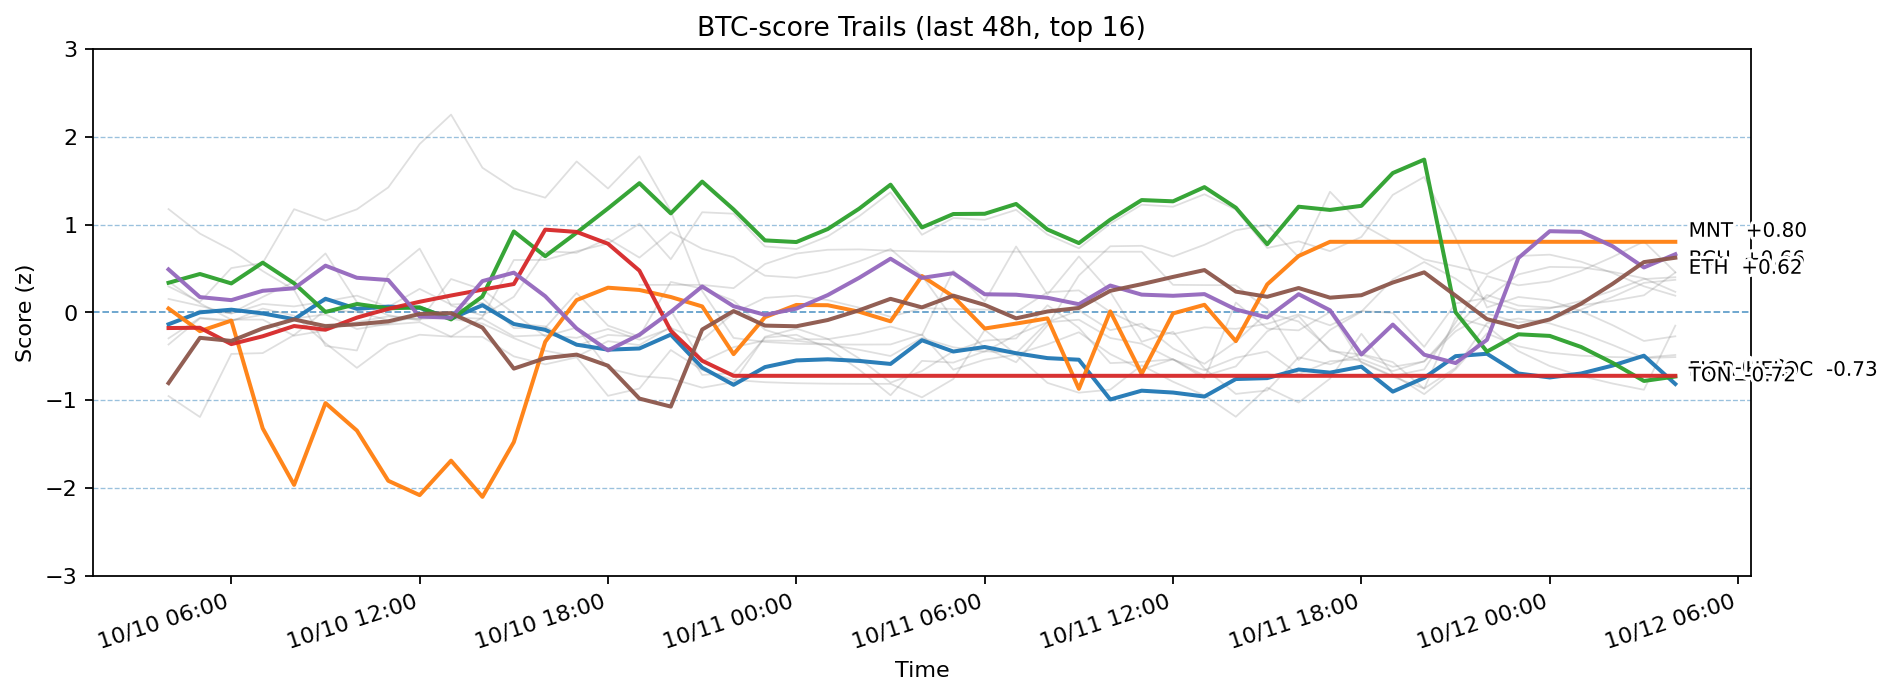 BTC-score Trails (last 48h, top 16)
Score (z)
3
2
1
0
−1
−2
−3
MNT +0.80
ETH +0.62
-0.73
TON -0.72
10/10 06:00
10/10 12:00
10/10 18:00
10/11 00:00
10/11 06:00
10/11 12:00
10/11 18:00
10/12 00:00
10/12 06:00
Time